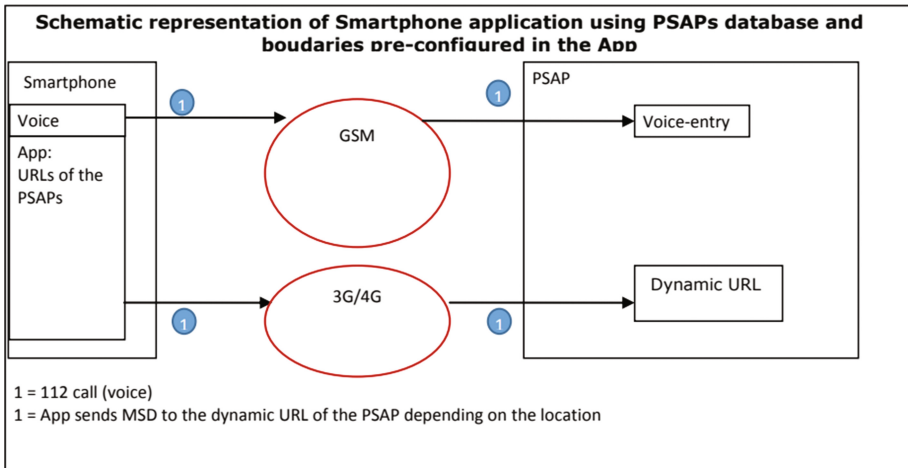 Schematic representation of Smartphone application using PSAPs database and
boudaries pre-configured in the App
Smartphone
Voice
App:
URLs of the
PSAPs
1
GSM
1
PSAP
Voice-entry
1
3G/4G
1
Dynamic URL
1 = 112 call (voice)
1 = App sends MSD to the dynamic URL of the PSAP depending on the location